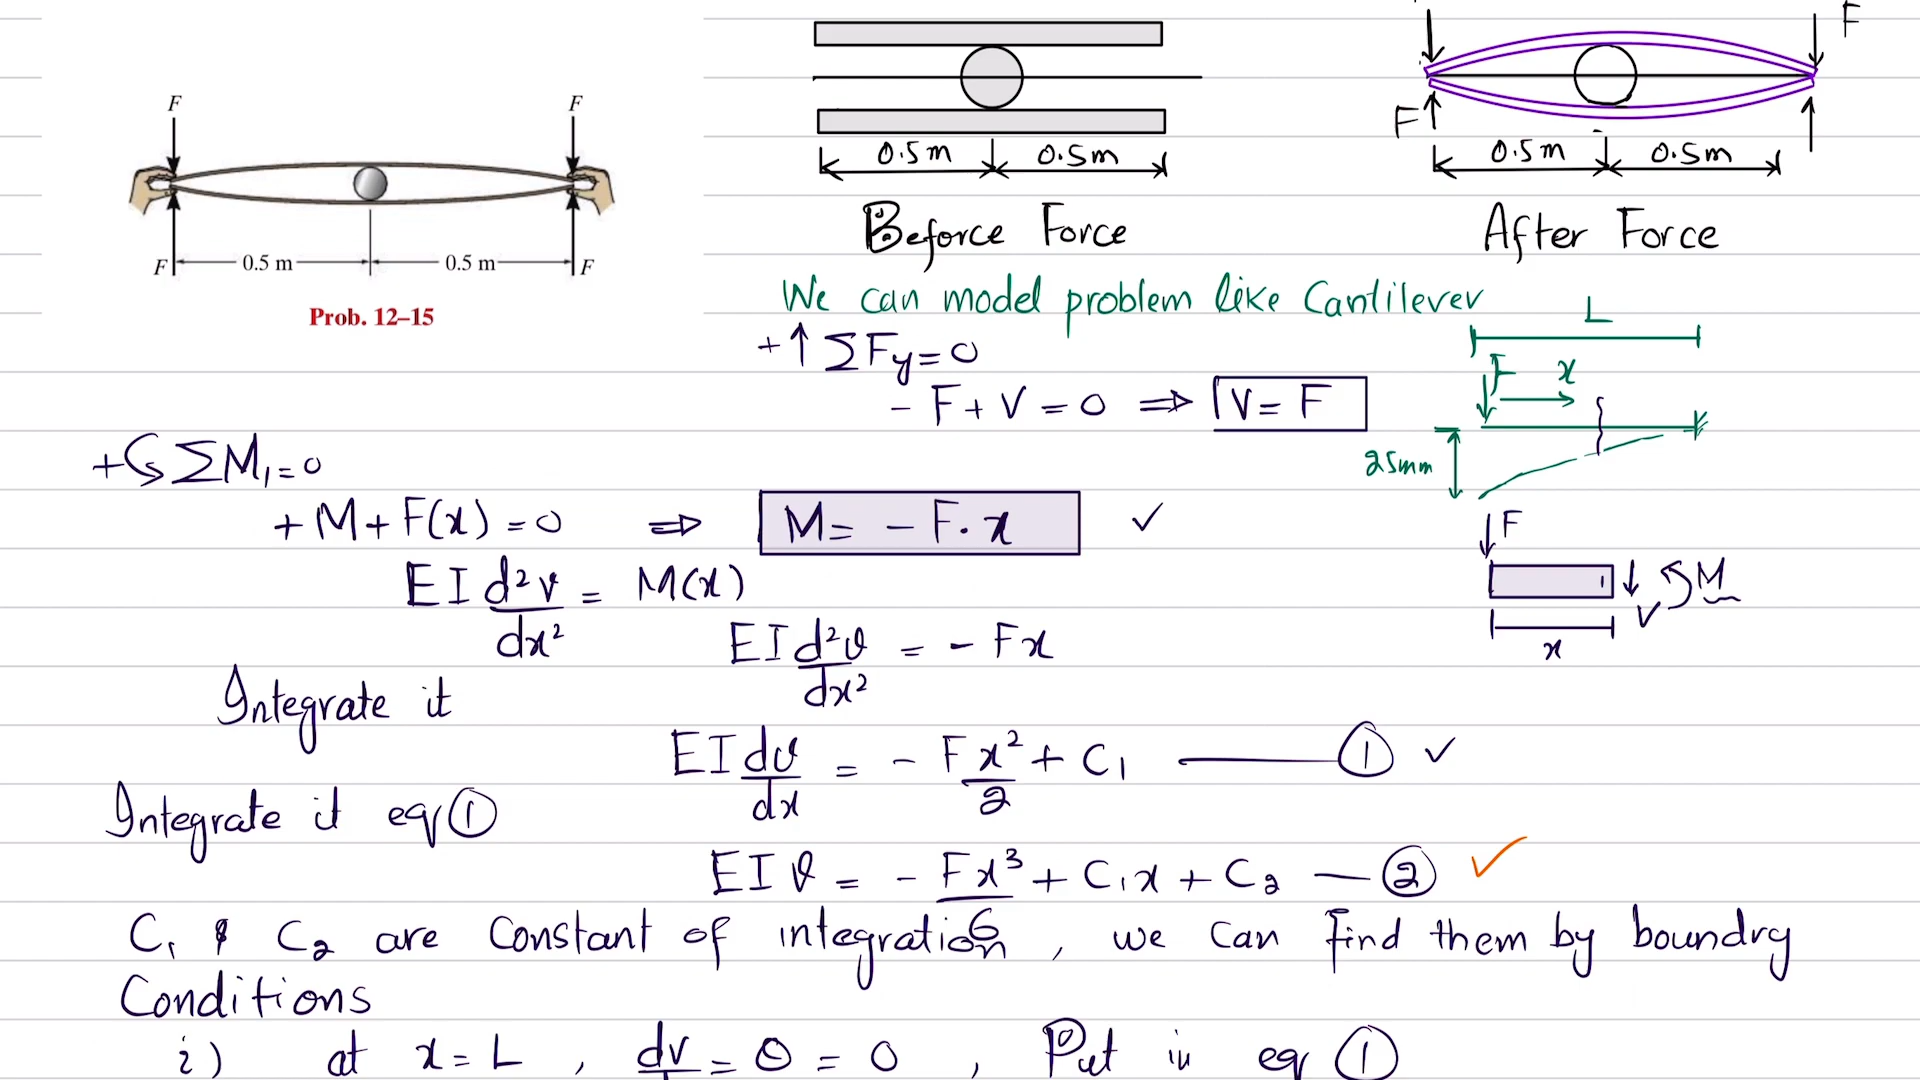 F
F
F
F
0.5 m
0.5 m
Prob. 12–15
0.5m
0.5m
Beforce Force
F
F
0.5m
0.5m
After Force
We can model problem like Cantilever
L
+↑ΣFy=0
F
x
- F + V = 0 ⇒ V = F
25mm
+↺ΣM₁=0
+M+F(x) = 0 ⇒ M= - F. x ✓
F
M
V
x
EI d²v/dx² = M(x)
EI d²v/dx² = - Fx
Integrate it
EI dv/dx = - F x²/2 + C₁ —— ① ✓
Integrate it eq ①
EI v = - Fx³/6 + C₁x + C₂ — ② ✓
C₁ & C₂ are Constant of integration, we can find them by boundry
Conditions
i) at x = L , dv = θ = 0 , Put in eq ①